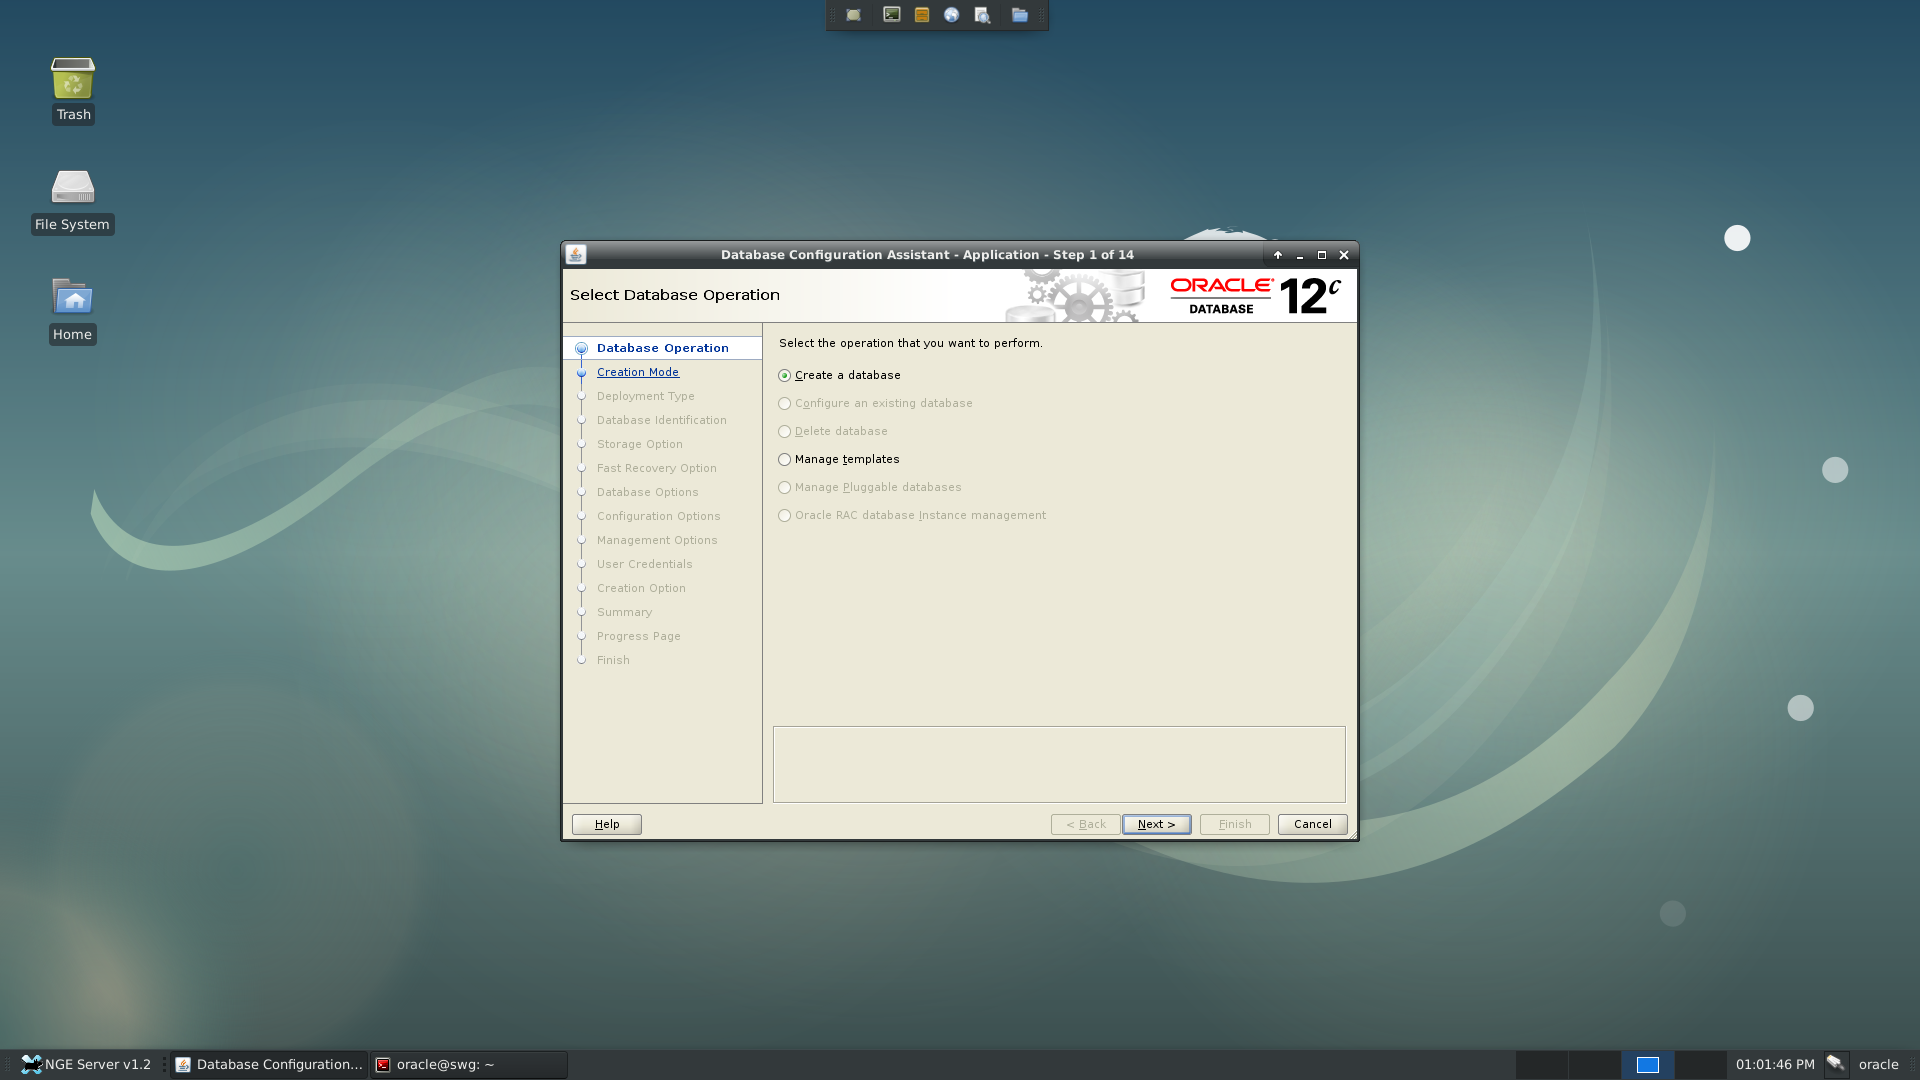 Trash
File System
Home
Database Configuration Assistant - Application - Step 1 of 14
Select Database Operation
ORACLE®
DATABASE
12c
Database Operation
Creation Mode
Deployment Type
Database Identification
Storage Option
Fast Recovery Option
Database Options
Configuration Options
Management Options
User Credentials
Creation Option
Summary
Progress Page
Finish
Select the operation that you want to perform.
Create a database
Configure an existing database
Delete database
Manage templates
Manage Pluggable databases
Oracle RAC database Instance management
Help
< Back
Next >
Finish
Cancel
NGE Server v1.2
Database Configuration...
oracle@swg: ~
01:01:46 PM
oracle